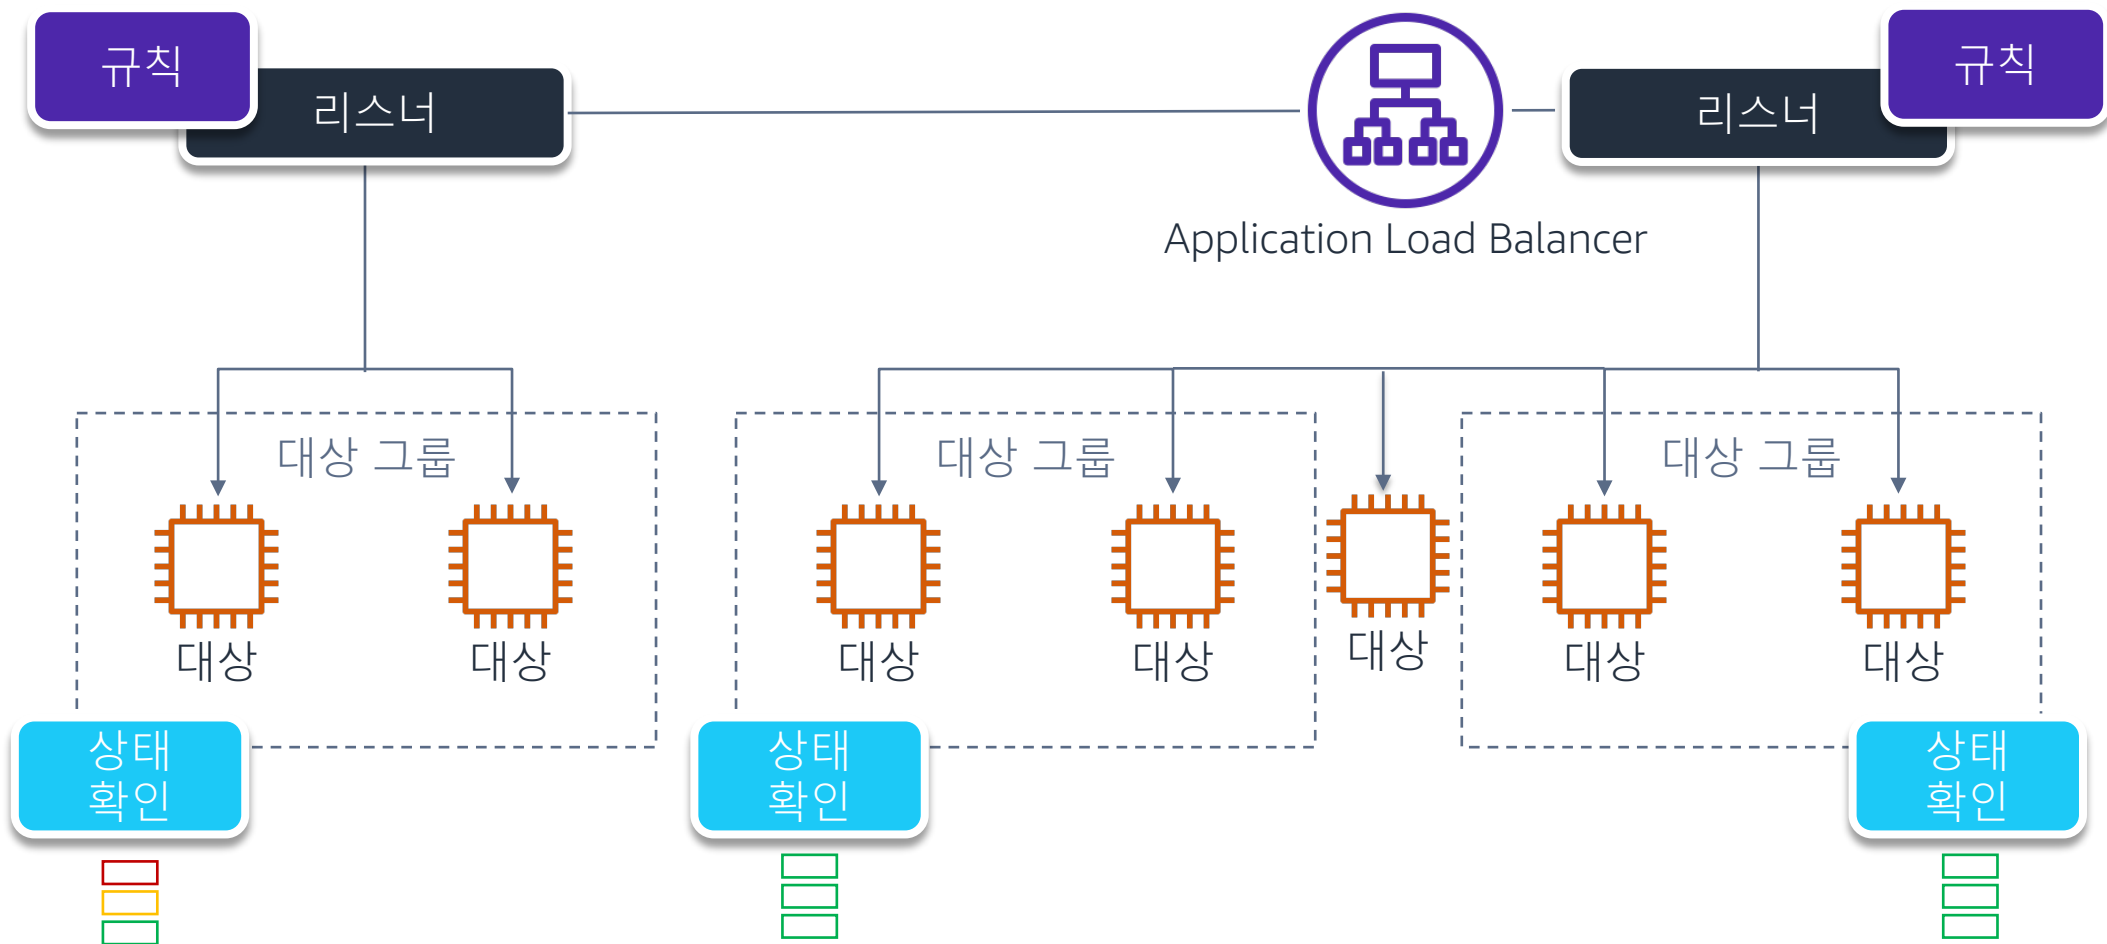 규칙
리스너
Application Load Balancer
리스너
규칙
대상 그룹
대상
대상
대상 그룹
대상
대상
대상
대상 그룹
대상
대상
상태
확인
상태
확인
상태
확인